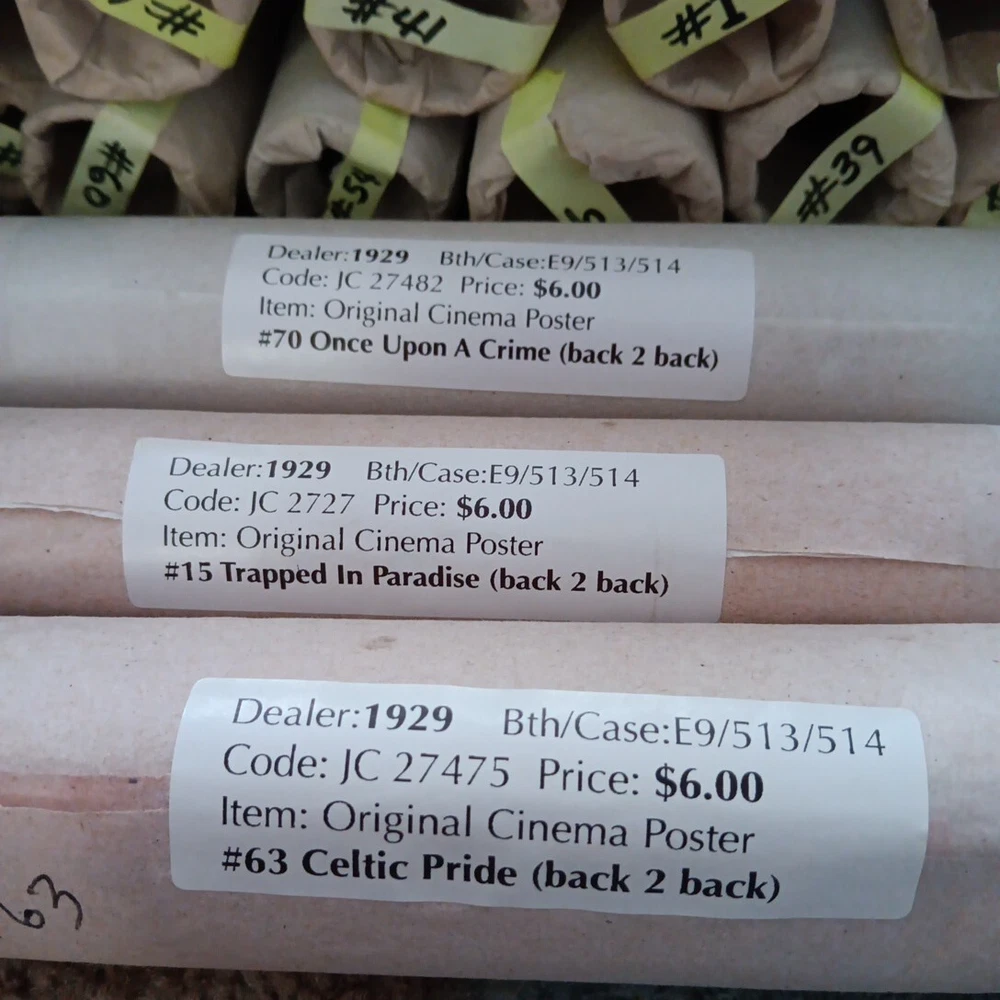 #60
#39
Dealer:1929 Bth/Case:E9/513/514
Code: JC 27482 Price: $6.00
Item: Original Cinema Poster
#70 Once Upon A Crime (back 2 back)
Dealer:1929 Bth/Case:E9/513/514
Code: JC 2727 Price: $6.00
Item: Original Cinema Poster
#15 Trapped In Paradise (back 2 back)
Dealer:1929 Bth/Case:E9/513/514
Code: JC 27475 Price: $6.00
Item: Original Cinema Poster
#63 Celtic Pride (back 2 back)
63